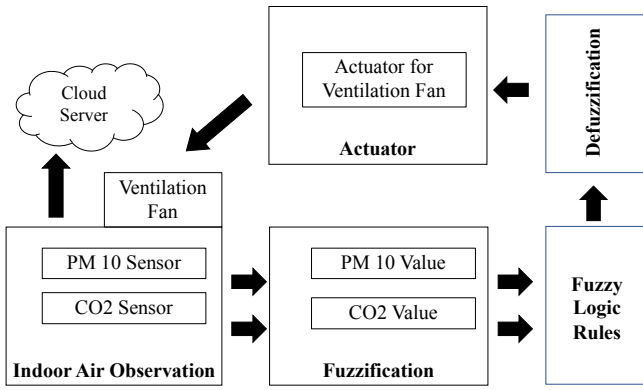 Cloud
Server
Actuator for
Ventilation Fan
Actuator
Defuzzification
Ventilation
Fan
PM 10 Sensor
CO2 Sensor
Indoor Air Observation
PM 10 Value
CO2 Value
Fuzzification
Fuzzy
Logic
Rules